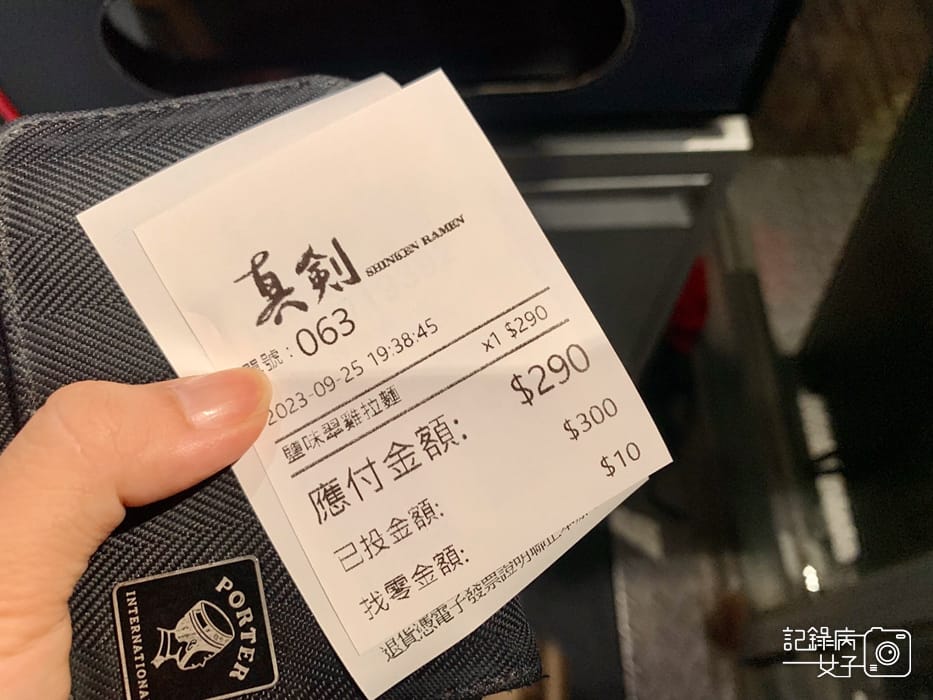 真剣 SHINKEN RAMEN
號：063
2023-09-25 19:38:45
鹽味翠雞拉麵 x1 $290
應付金額: $290
已投金額: $300
找零金額: $10
退貨憑電子發票證明聯正本
PORTER
INTERNATIONA
記錄病女子